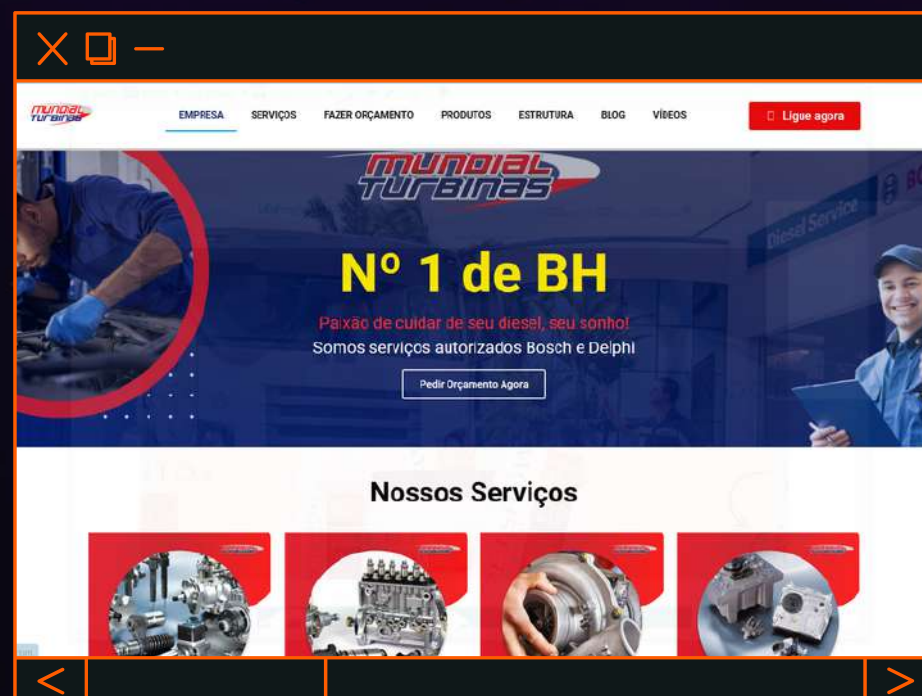 MUNDIAL
TURBINAS
EMPRESA SERVIÇOS FAZER ORÇAMENTO PRODUTOS ESTRUTURA BLOG VÍDEOS Ligue agora
MUNDIAL
TURBINAS
Diesel Service
Nº 1 de BH
Paixão de cuidar de seu diesel, seu sonho!
Somos serviços autorizados Bosch e Delphi
Pedir Orçamento Agora
Nossos Serviços